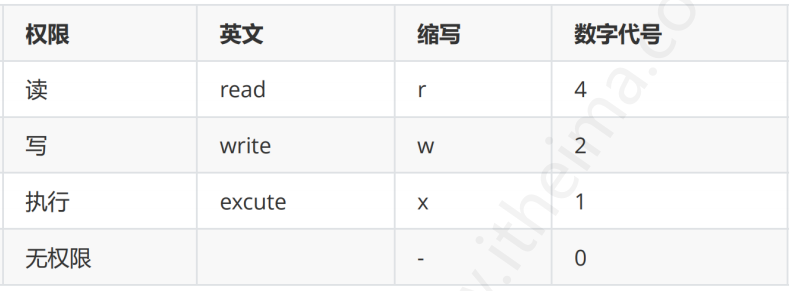 权限 英文 缩写 数字代号
读 read r 4
写 write w 2
执行 excute x 1
无权限 - 0
w.itheima.co